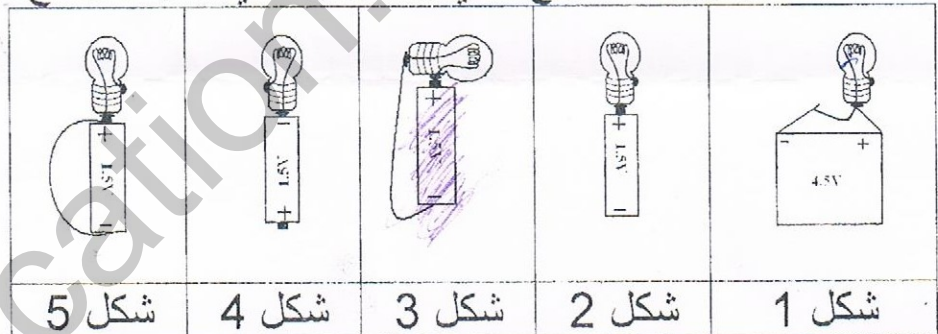 شكل 1 شكل 2 شكل 3 شكل 4 شكل 5
- + 4.5V
+ 1.5V -
+ 1.5V -
- 1.5V +
+ 1.5V -
cation.